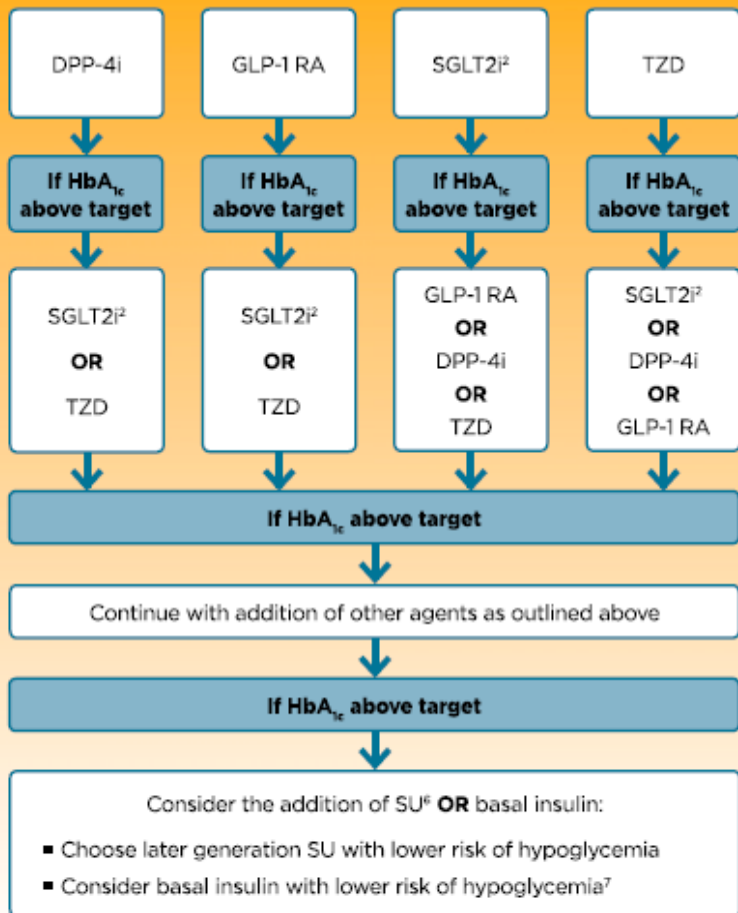 DPP-4i
GLP-1 RA
SGLT2i²
TZD
If HbA₁c
above target
If HbA₁c
above target
If HbA₁c
above target
If HbA₁c
above target
SGLT2i²
OR
TZD
SGLT2i²
OR
TZD
GLP-1 RA
OR
DPP-4i
OR
TZD
SGLT2i²
OR
DPP-4i
OR
GLP-1 RA
If HbA₁c above target
Continue with addition of other agents as outlined above
If HbA₁c above target
Consider the addition of SU⁶ OR basal insulin:
▪ Choose later generation SU with lower risk of hypoglycemia
▪ Consider basal insulin with lower risk of hypoglycemia⁷